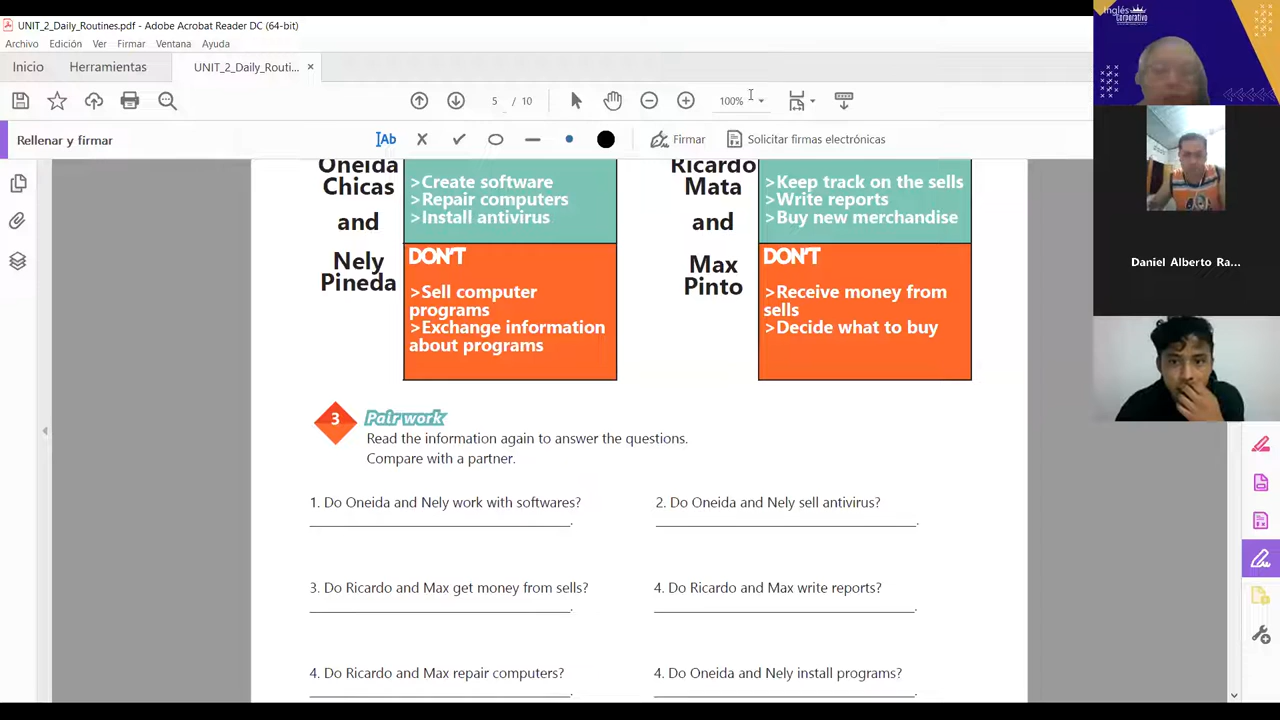 UNIT_2_Daily_Routines.pdf - Adobe Acrobat Reader DC (64-bit)
Archivo Edición Ver Firmar Ventana Ayuda
Inicio Herramientas UNIT_2_Daily_Routi... ×
5 / 10 100%
Rellenar y firmar Ab Firmar Solicitar firmas electrónicas
Inglés
Corporativo
Daniel Alberto Ra...
Oneida
Chicas
and
Nely
Pineda
>Create software
>Repair computers
>Install antivirus
DON'T
>Sell computer
programs
>Exchange information
about programs
Ricardo
Mata
and
Max
Pinto
>Keep track on the sells
>Write reports
>Buy new merchandise
DON'T
>Receive money from
sells
>Decide what to buy
3 Pair work
Read the information again to answer the questions.
Compare with a partner.
1. Do Oneida and Nely work with softwares?
2. Do Oneida and Nely sell antivirus?
3. Do Ricardo and Max get money from sells?
4. Do Ricardo and Max write reports?
4. Do Ricardo and Max repair computers?
4. Do Oneida and Nely install programs?